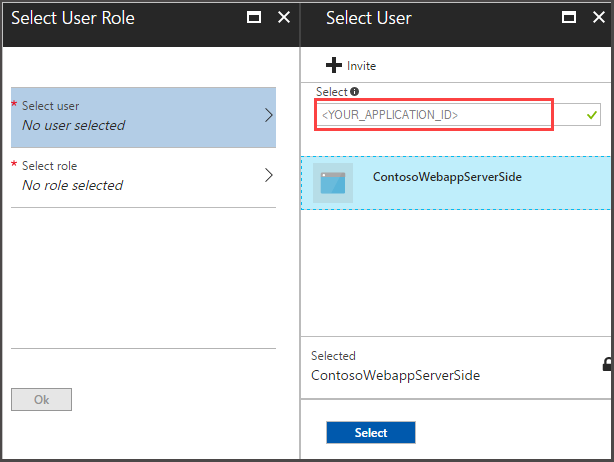 Select User Role
* Select user
No user selected
* Select role
No role selected
Ok
Select User
Invite
Select
<YOUR_APPLICATION_ID>
ContosoWebappServerSide
Selected
ContosoWebappServerSide
Select